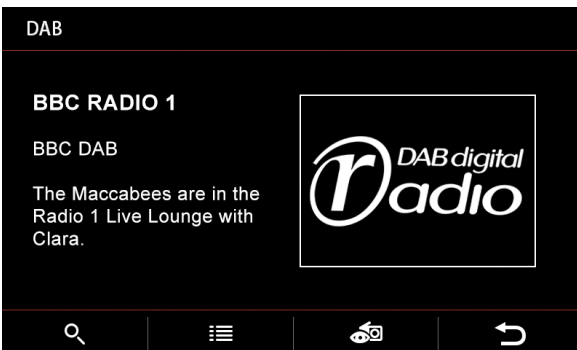 DAB
BBC RADIO 1
BBC DAB
The Maccabees are in the
Radio 1 Live Lounge with
Clara.
DAB digital
radio